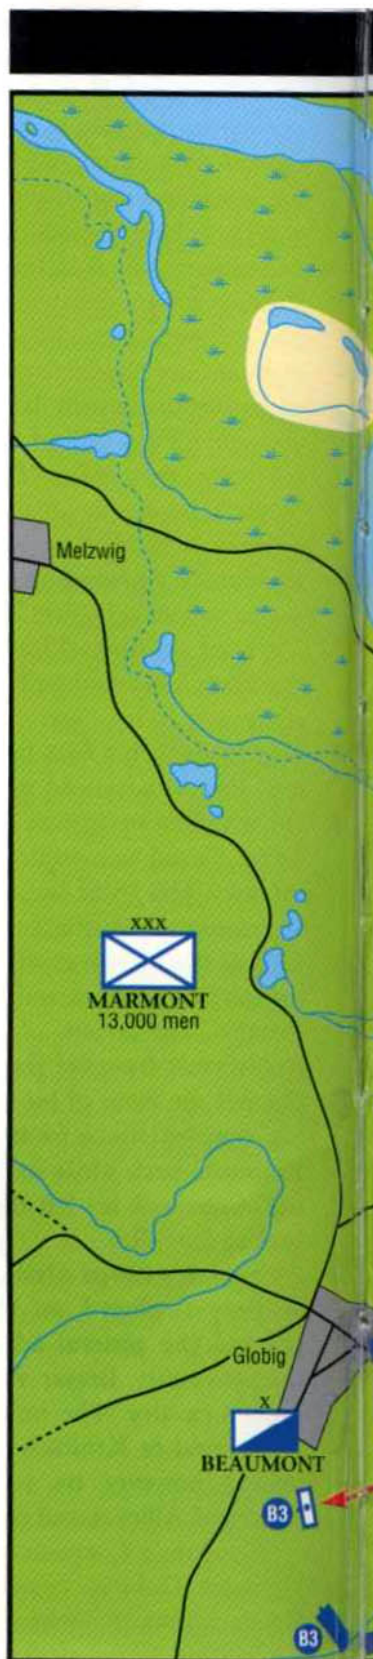 Melzwig
XXX
MARMONT
13,000 men
Globig
X
BEAUMONT
B3
B3